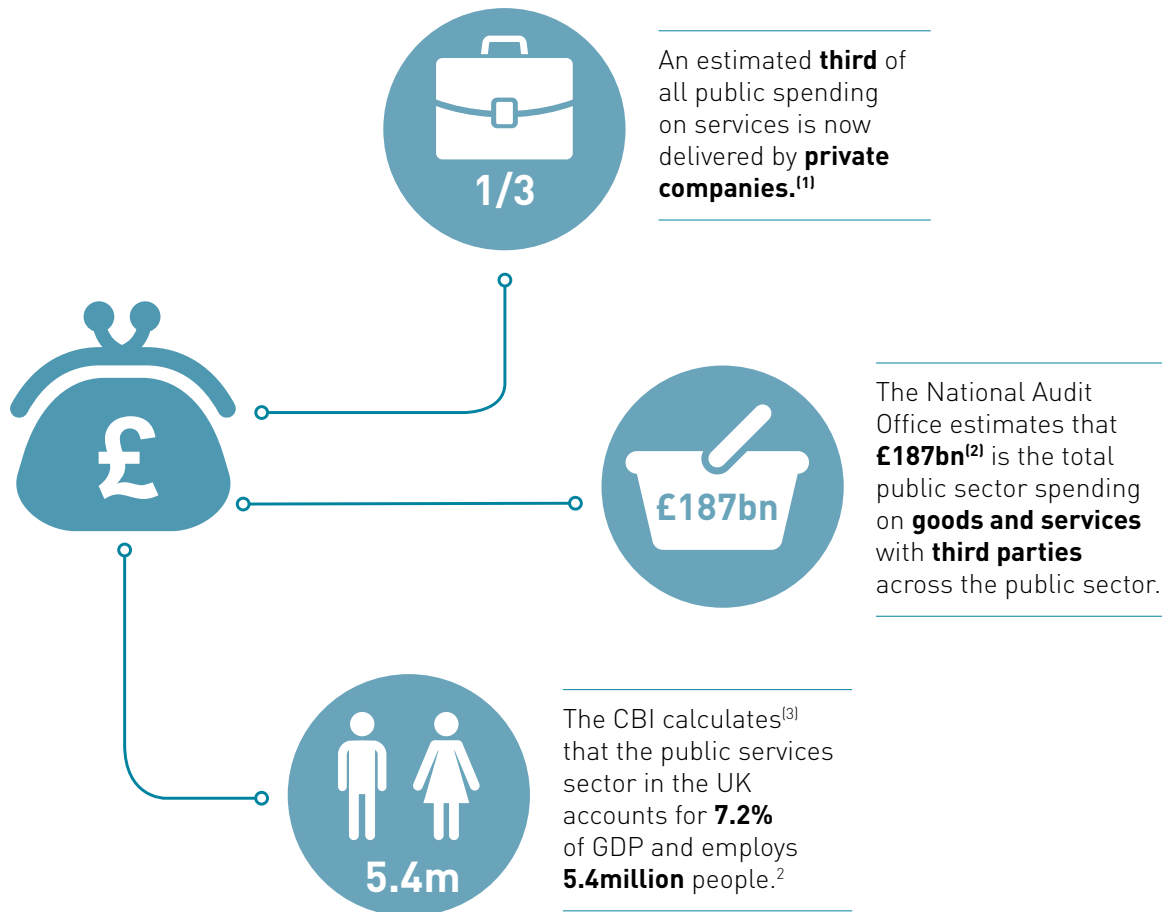 An estimated third of
all public spending
on services is now
delivered by private
companies.(1)
1/3
£
The National Audit
Office estimates that
£187bn(2) is the total
public sector spending
on goods and services
with third parties
across the public sector.
£187bn
The CBI calculates(3)
that the public services
sector in the UK
accounts for 7.2%
of GDP and employs
5.4million people.2
5.4m